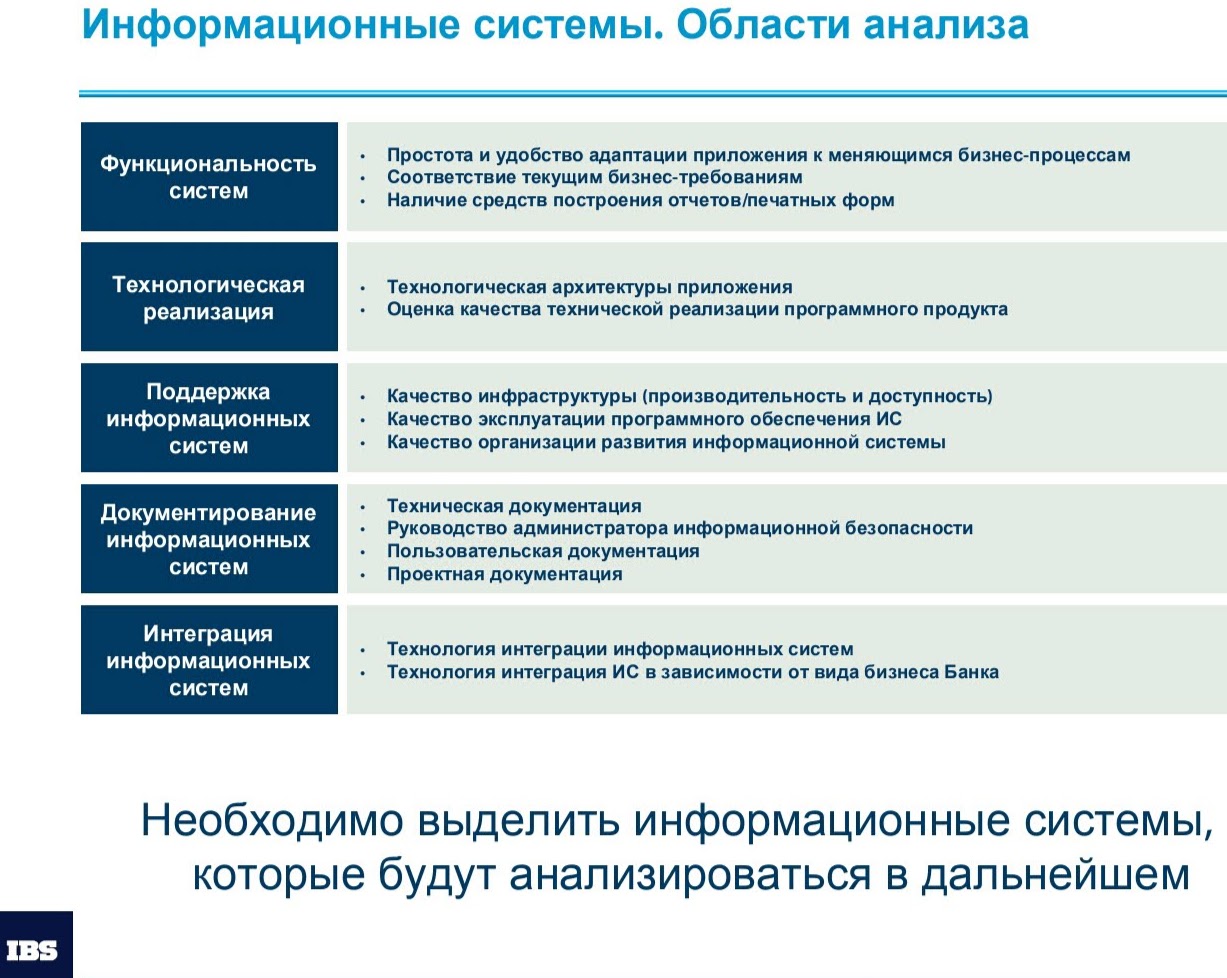 Информационные системы. Области анализа
Функциональность
систем
• Простота и удобство адаптации приложения к меняющимся бизнес-процессам
• Соответствие текущим бизнес-требованиям
• Наличие средств построения отчетов/печатных форм
Технологическая
реализация
• Технологическая архитектуры приложения
• Оценка качества технической реализации программного продукта
Поддержка
информационных
систем
• Качество инфраструктуры (производительность и доступность)
• Качество эксплуатации программного обеспечения ИС
• Качество организации развития информационной системы
Документирование
информационных
систем
• Техническая документация
• Руководство администратора информационной безопасности
• Пользовательская документация
• Проектная документация
Интеграция
информационных
систем
• Технология интеграции информационных систем
• Технология интеграция ИС в зависимости от вида бизнеса Банка
Необходимо выделить информационные системы,
которые будут анализироваться в дальнейшем
IBS